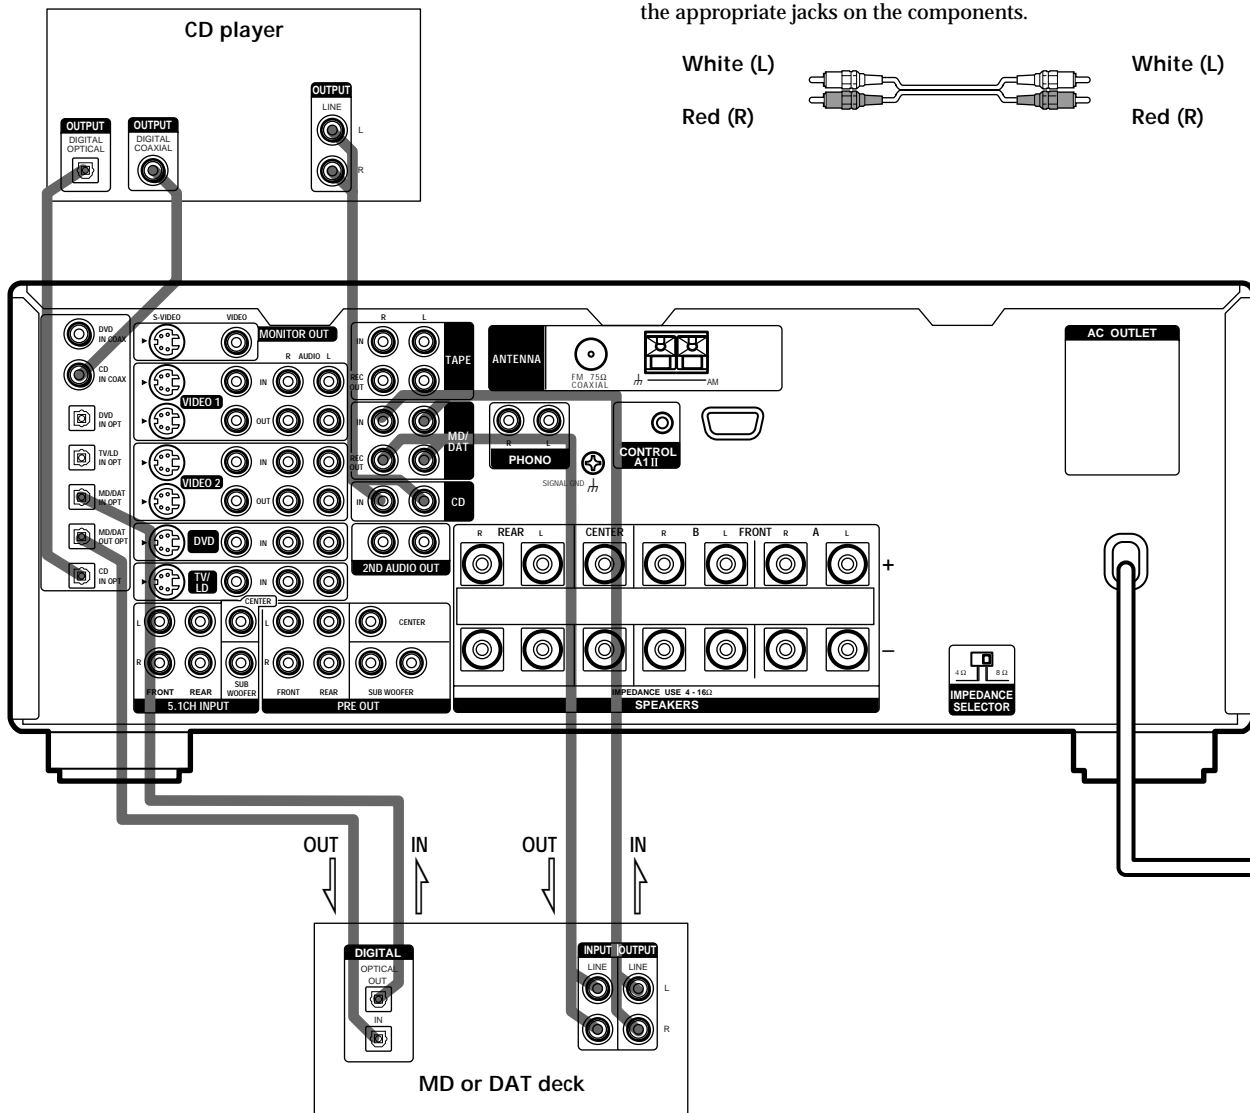 the appropriate jacks on the components.
CD player
White (L)
White (L)
Red (R)
Red (R)
OUTPUT
LINE
L
R
OUTPUT
DIGITAL
OPTICAL
OUTPUT
DIGITAL
COAXIAL
DVD
IN COAX
CD
IN COAX
DVD
IN OPT
TV/LD
IN OPT
MD/DAT
IN OPT
MD/DAT
OUT OPT
CD
IN OPT
S-VIDEO
VIDEO
MONITOR OUT
R AUDIO L
VIDEO 1
IN
OUT
VIDEO 2
IN
OUT
DVD
IN
TV/
LD
IN
R
L
IN
REC
OUT
TAPE
IN
REC
OUT
MD/
DAT
IN
CD
2ND AUDIO OUT
ANTENNA
FM 75Ω
COAXIAL
AM
R
L
PHONO
SIGNAL GND
CONTROL
A1 II
AC OUTLET
CENTER
L
R
FRONT
REAR
SUB
WOOFER
5.1CH INPUT
L
R
FRONT
REAR
CENTER
SUB WOOFER
PRE OUT
R REAR L
CENTER
R B L FRONT R A L
+
–
IMPEDANCE USE 4 - 16Ω
SPEAKERS
4 Ω
8 Ω
IMPEDANCE
SELECTOR
OUT
IN
OUT
IN
DIGITAL
OPTICAL
OUT
IN
INPUT
OUTPUT
LINE
LINE
L
R
MD or DAT deck